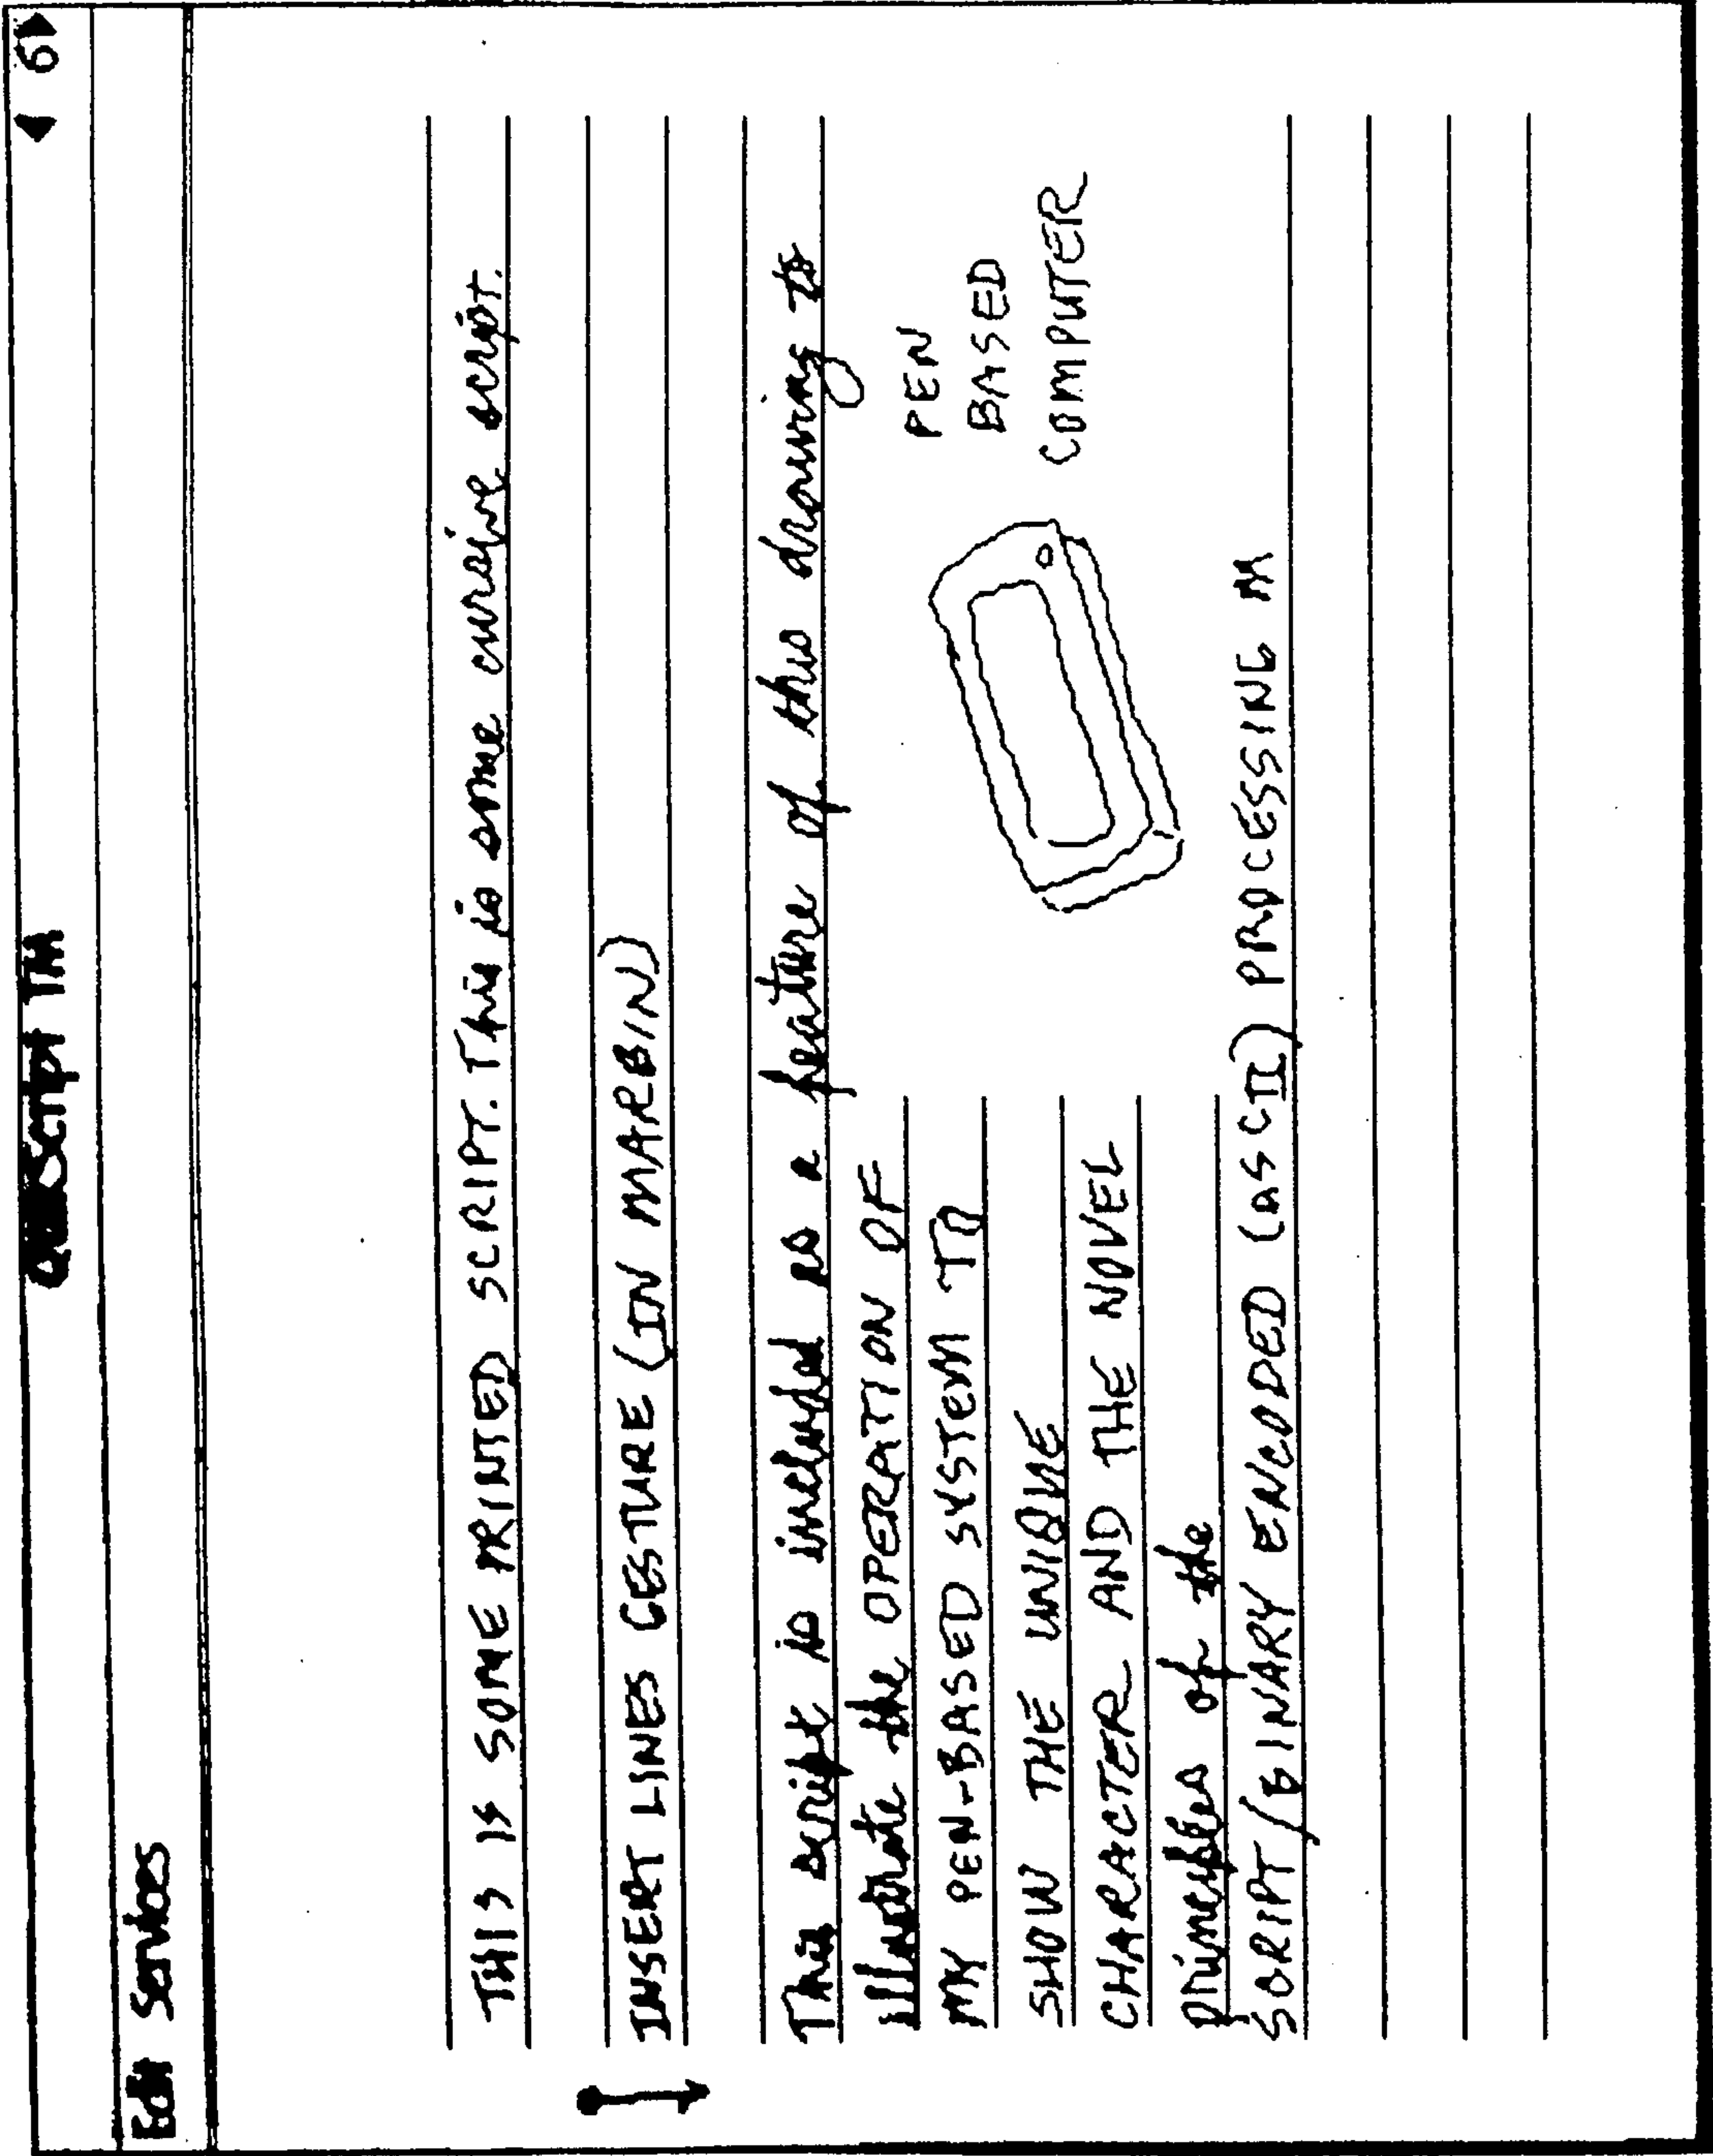 Script TM
6
Edit Services
THIS IS SOME PRINTED SCRIPT. This is some cursive script.
INSERT LINES GESTURE (IN MARGIN)
This script is included as a feature of this drawing to
illustrate the OPERATION OF
MY PEN-BASED SYSTEM TO
SHOW THE UNIQUE
CHARACTER AND THE NOVEL
principles of the
SCRIPT/BINARY ENCODED (ASCII) PROCESSING M
PEN
BASED
COMPUTER